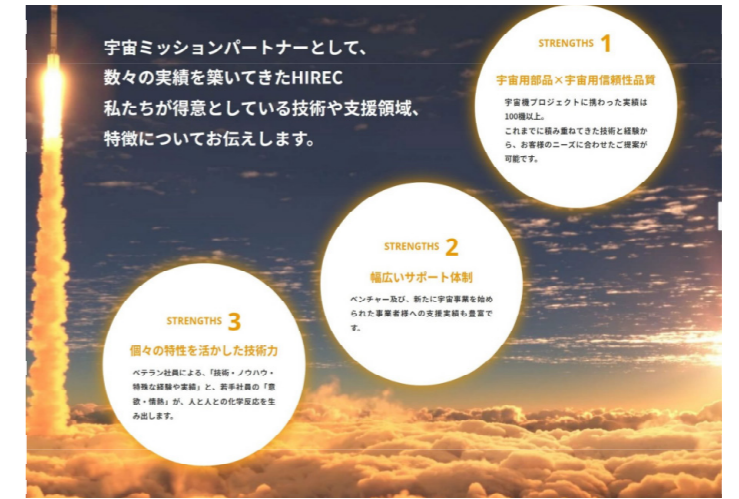 宇宙ミッションパートナーとして、
数々の実績を築いてきたHIREC
私たちが得意としている技術や支援領域、
特徴についてお伝えします。
STRENGTHS 1
宇宙用部品×宇宙用信頼性品質
宇宙機プロジェクトに携わった実績は
100機以上。
これまでに積み重ねてきた技術と経験か
ら、お客様のニーズに合わせたご提案が
可能です。
STRENGTHS 2
幅広いサポート体制
ベンチャー及び、新たに宇宙事業を始め
られた事業者様への支援実績も豊富で
す。
STRENGTHS 3
個々の特性を活かした技術力
ベテラン社員による、「技術・ノウハウ・
特殊な経験や実績」と、若手社員の「意
欲・情熱」が、人と人との化学反応を生
み出します。